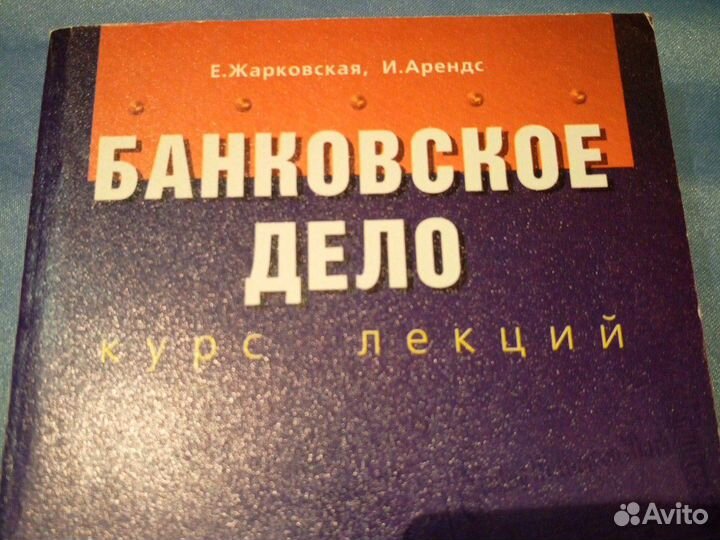 Е.Жарковская, И.Арендс
БАНКОВСКОЕ
ДЕЛО
курс лекций
Avito